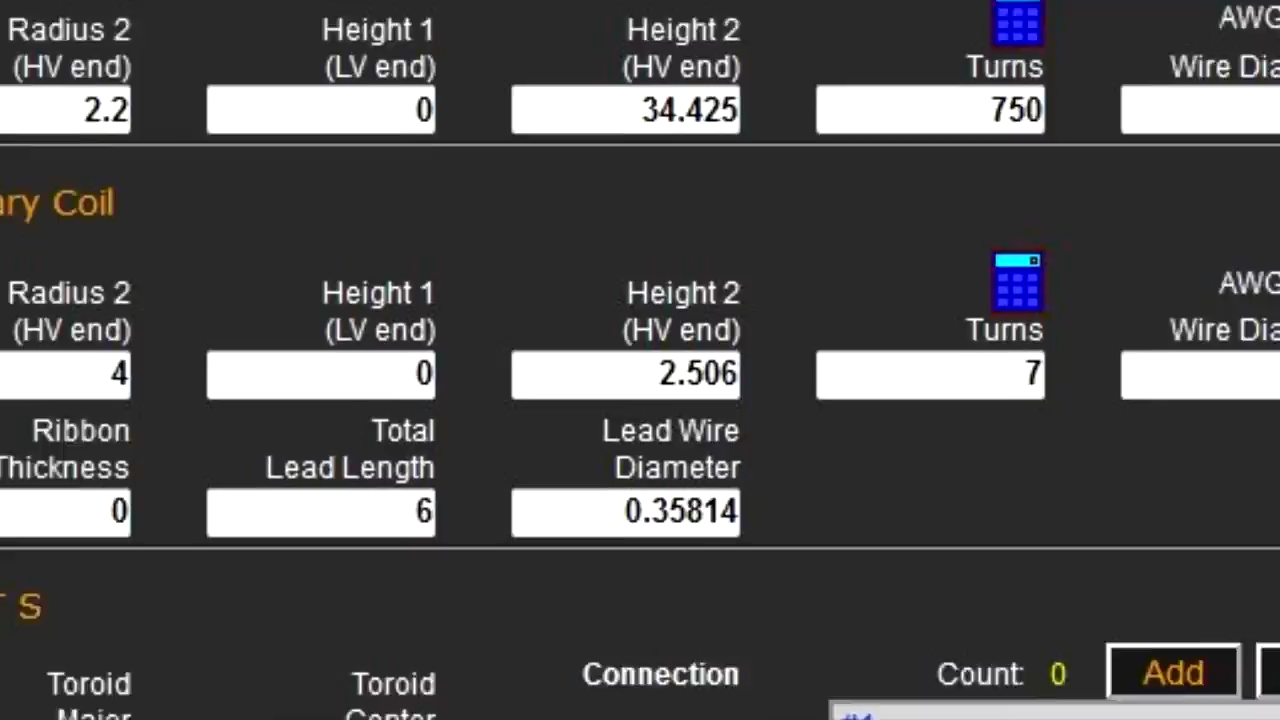 Radius 2 Height 1 Height 2 AWG
(HV end) (LV end) (HV end) Turns Wire Dia
2.2 0 34.425 750
ary Coil
Radius 2 Height 1 Height 2 AWG
(HV end) (LV end) (HV end) Turns Wire Dia
4 0 2.506 7
Ribbon Total Lead Wire
Thickness Lead Length Diameter
0 6 0.35814
S
Connection Count: 0 Add
Toroid Toroid
Major Center
#1